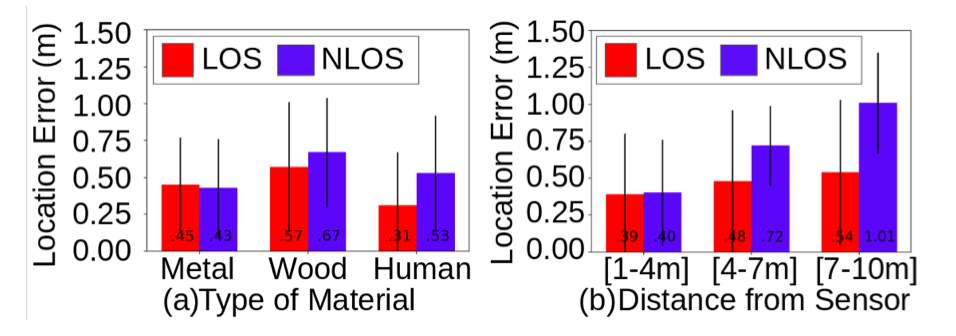 Location Error (m)
1.50
1.25
1.00
0.75
0.50
0.25
0.00
LOS NLOS
.45 .43 .57 .67 .31 .53
Metal Wood Human
(a)Type of Material
Location Error (m)
1.50
1.25
1.00
0.75
0.50
0.25
0.00
LOS NLOS
.39 .40 .48 .72 .54 1.01
[1-4m] [4-7m] [7-10m]
(b)Distance from Sensor